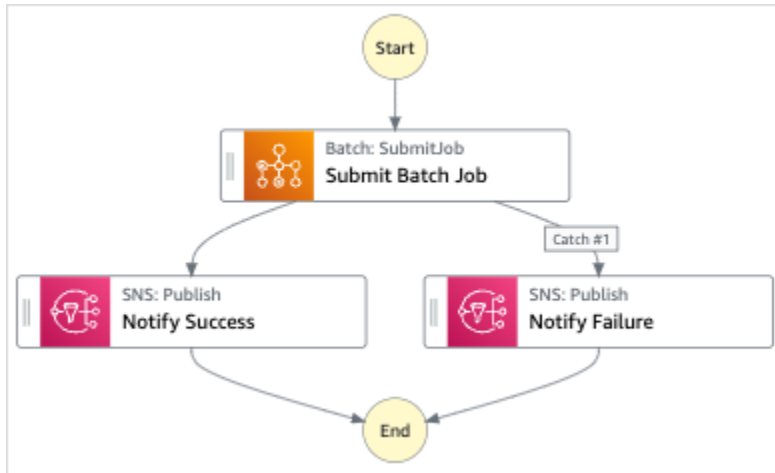 Start
Batch: SubmitJob
Submit Batch Job
Catch #1
SNS: Publish
Notify Success
SNS: Publish
Notify Failure
End